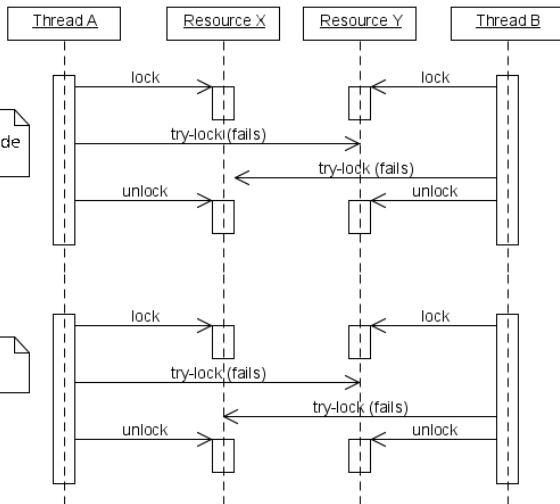 Thread A Resource X Resource Y Thread B
lock lock
de
try-lock (fails)
try-lock (fails)
unlock unlock
lock lock
try-lock (fails)
try-lock (fails)
unlock unlock